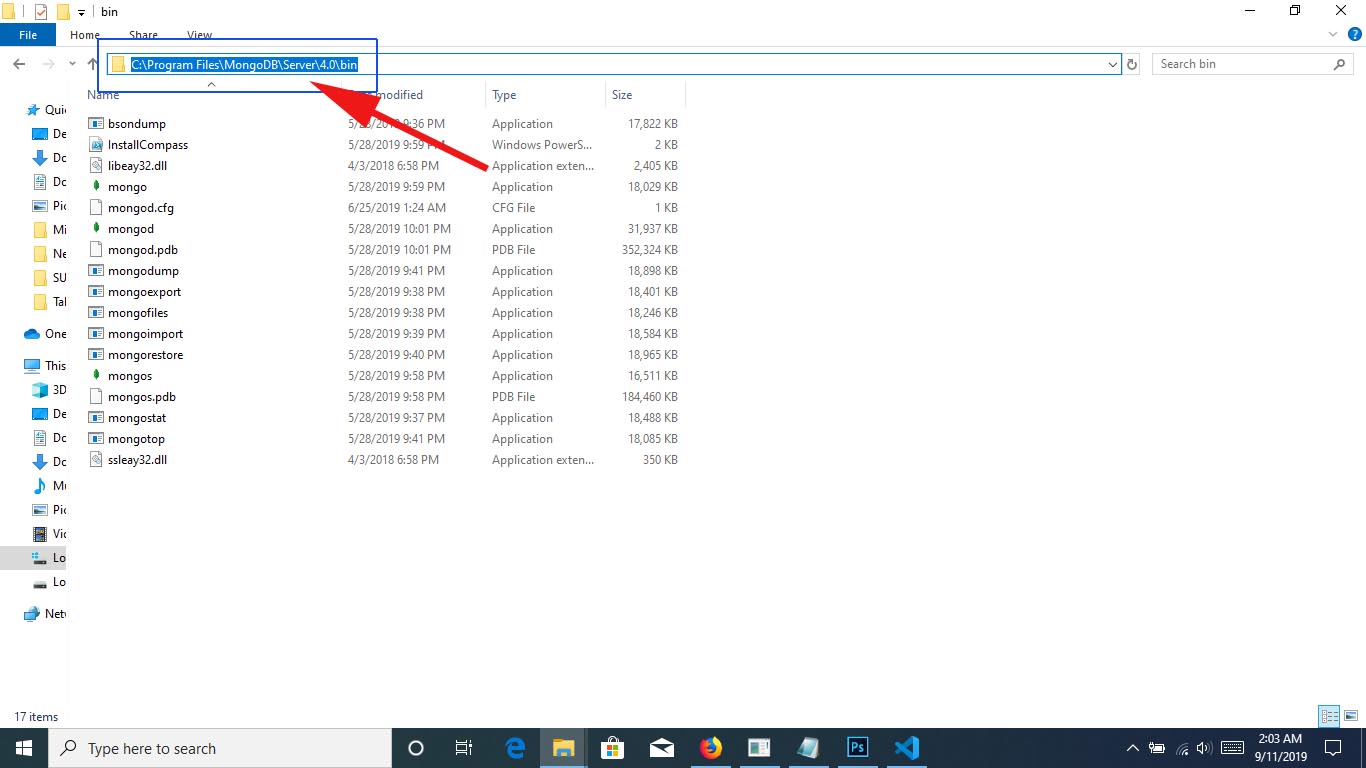 bin
File Home Share View
C:\Program Files\MongoDB\Server\4.0\bin
Search bin
Name modified Type Size
bsondump 5/28/2019 9:36 PM Application 17,822 KB
InstallCompass 5/28/2019 9:59 PM Windows PowerS... 2 KB
libeay32.dll 4/3/2018 6:58 PM Application exten... 2,405 KB
mongo 5/28/2019 9:59 PM Application 18,029 KB
mongod.cfg 6/25/2019 1:24 AM CFG File 1 KB
mongod 5/28/2019 10:01 PM Application 31,937 KB
mongod.pdb 5/28/2019 10:01 PM PDB File 352,324 KB
mongodump 5/28/2019 9:41 PM Application 18,898 KB
mongoexport 5/28/2019 9:38 PM Application 18,401 KB
mongofiles 5/28/2019 9:38 PM Application 18,246 KB
mongoimport 5/28/2019 9:39 PM Application 18,584 KB
mongorestore 5/28/2019 9:40 PM Application 18,965 KB
mongos 5/28/2019 9:58 PM Application 16,511 KB
mongos.pdb 5/28/2019 9:58 PM PDB File 184,460 KB
mongostat 5/28/2019 9:37 PM Application 18,488 KB
mongotop 5/28/2019 9:41 PM Application 18,085 KB
ssleay32.dll 4/3/2018 6:58 PM Application exten... 350 KB
Quic
De
Do
Do
Pic
Mi
Ne
SU
Tal
One
This
3D
De
Do
Do
Mu
Pic
Vic
Lo
Lo
Netw
17 items
Type here to search
Ps
2:03 AM
9/11/2019